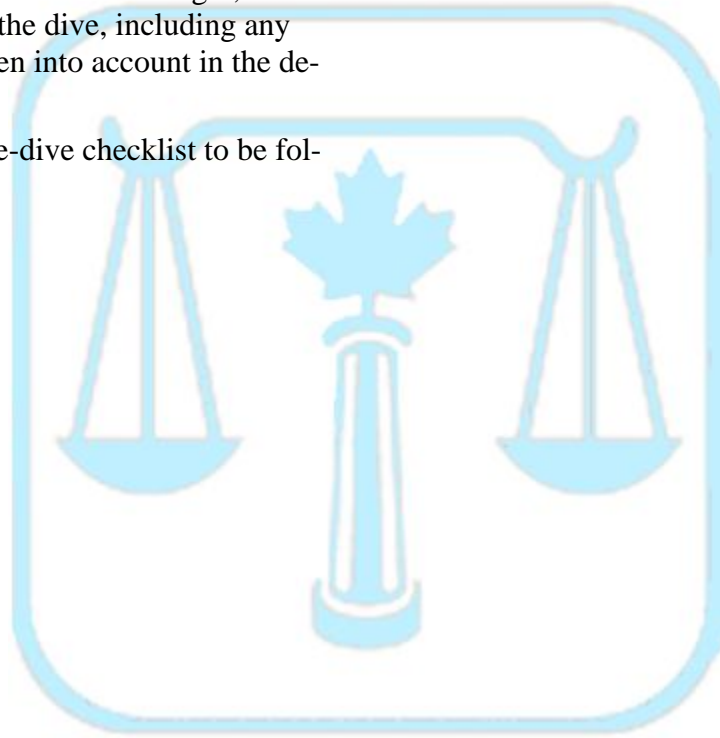 the dive, including any
en into account in the de-
e-dive checklist to be fol-